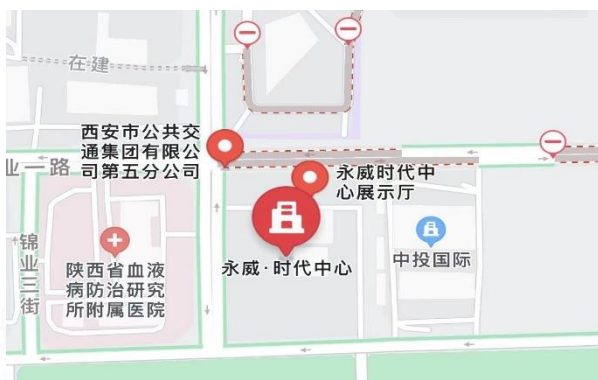 在建
西安市公共交
通集团有限公
司第五分公司
业一路
永威时代中
心展示厅
锦业三街
陕西省血液
病防治研究
所附属医院
永威·时代中心
中投国际